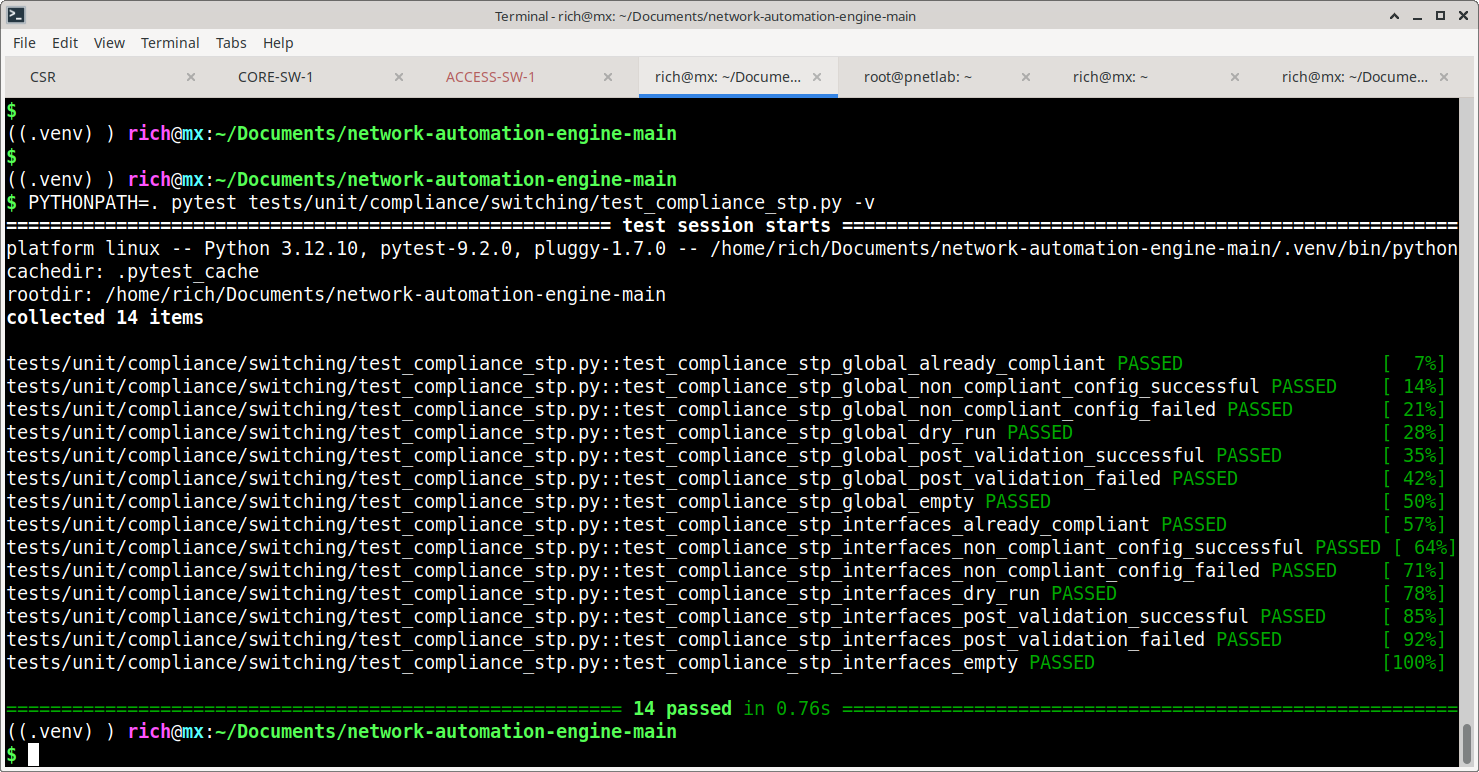 Terminal - rich@mx: ~/Documents/network-automation-engine-main
File Edit View Terminal Tabs Help
CSR CORE-SW-1 ACCESS-SW-1 rich@mx: ~/Docume... root@pnetlab: ~ rich@mx: ~ rich@mx: ~/Docume...
$
((.venv) ) rich@mx:~/Documents/network-automation-engine-main
$
((.venv) ) rich@mx:~/Documents/network-automation-engine-main
$ PYTHONPATH=. pytest tests/unit/compliance/switching/test_compliance_stp.py -v
======================================================= test session starts ========================================================
platform linux -- Python 3.12.10, pytest-9.2.0, pluggy-1.7.0 -- /home/rich/Documents/network-automation-engine-main/.venv/bin/python
cachedir: .pytest_cache
rootdir: /home/rich/Documents/network-automation-engine-main
collected 14 items
tests/unit/compliance/switching/test_compliance_stp.py::test_compliance_stp_global_already_compliant PASSED [  7%]
tests/unit/compliance/switching/test_compliance_stp.py::test_compliance_stp_global_non_compliant_config_successful PASSED [ 14%]
tests/unit/compliance/switching/test_compliance_stp.py::test_compliance_stp_global_non_compliant_config_failed PASSED [ 21%]
tests/unit/compliance/switching/test_compliance_stp.py::test_compliance_stp_global_dry_run PASSED [ 28%]
tests/unit/compliance/switching/test_compliance_stp.py::test_compliance_stp_global_post_validation_successful PASSED [ 35%]
tests/unit/compliance/switching/test_compliance_stp.py::test_compliance_stp_global_post_validation_failed PASSED [ 42%]
tests/unit/compliance/switching/test_compliance_stp.py::test_compliance_stp_global_empty PASSED [ 50%]
tests/unit/compliance/switching/test_compliance_stp.py::test_compliance_stp_interfaces_already_compliant PASSED [ 57%]
tests/unit/compliance/switching/test_compliance_stp.py::test_compliance_stp_interfaces_non_compliant_config_successful PASSED [ 64%]
tests/unit/compliance/switching/test_compliance_stp.py::test_compliance_stp_interfaces_non_compliant_config_failed PASSED [ 71%]
tests/unit/compliance/switching/test_compliance_stp.py::test_compliance_stp_interfaces_dry_run PASSED [ 78%]
tests/unit/compliance/switching/test_compliance_stp.py::test_compliance_stp_interfaces_post_validation_successful PASSED [ 85%]
tests/unit/compliance/switching/test_compliance_stp.py::test_compliance_stp_interfaces_post_validation_failed PASSED [ 92%]
tests/unit/compliance/switching/test_compliance_stp.py::test_compliance_stp_interfaces_empty PASSED [100%]
======================================================== 14 passed in 0.76s ========================================================
((.venv) ) rich@mx:~/Documents/network-automation-engine-main
$